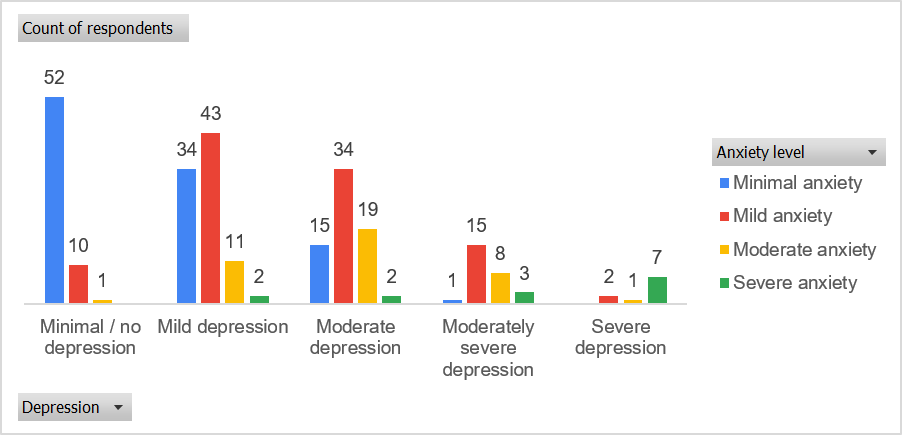 Count of respondents
52
10
1
34
43
11
2
15
34
19
2
1
15
8
3
2
1
7
Minimal / no
depression
Mild depression
Moderate
depression
Moderately
severe
depression
Severe
depression
Anxiety level
Minimal anxiety
Mild anxiety
Moderate anxiety
Severe anxiety
Depression